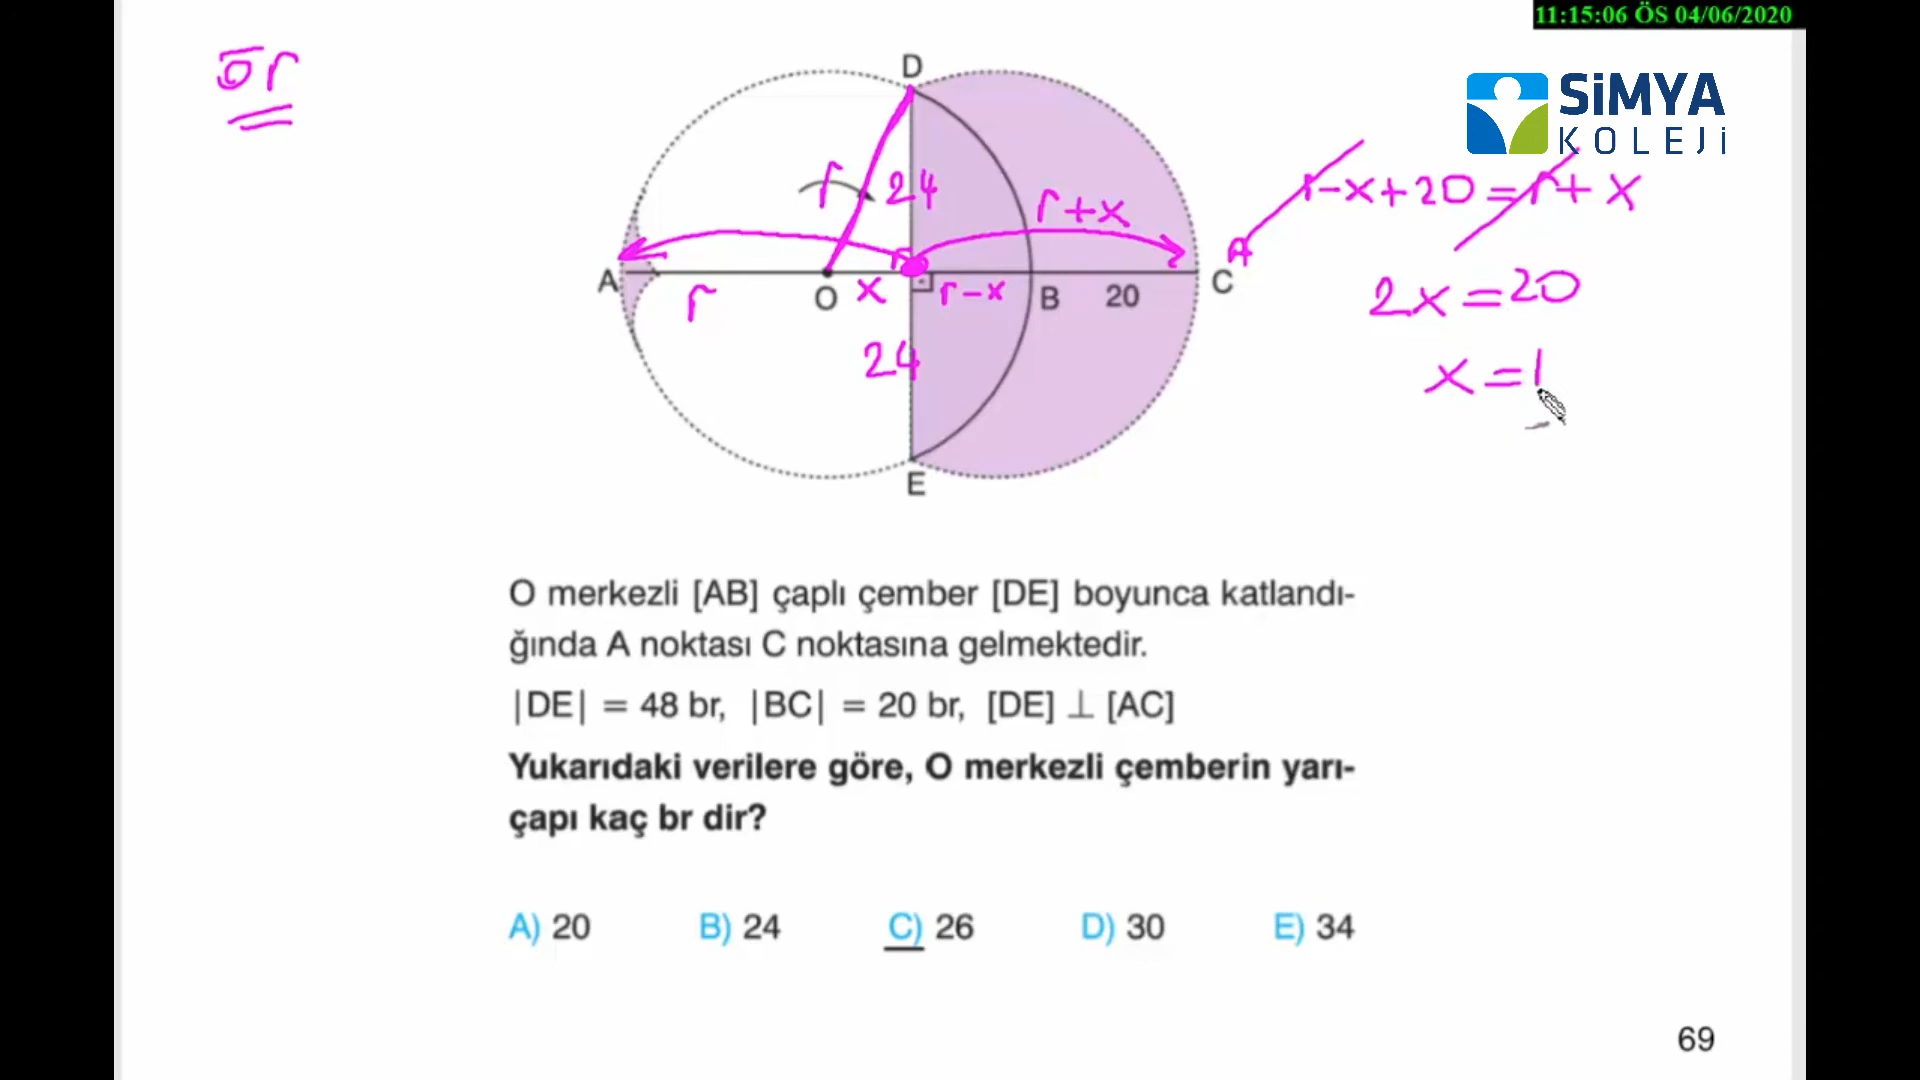 11:15:06 ÖS 04/06/2020
ör
SiMYA
KOLEJi
D
r
24
r+x
r-x+20=r+x
A
A
r
O
x
r-x
B
20
C
2x=20
24
x=1
E
O merkezli [AB] çaplı çember [DE] boyunca katlandı-
ğında A noktası C noktasına gelmektedir.
|DE| = 48 br, |BC| = 20 br, [DE] ⊥ [AC]
Yukarıdaki verilere göre, O merkezli çemberin yarı-
çapı kaç br dir?
A) 20 B) 24 C) 26 D) 30 E) 34
69